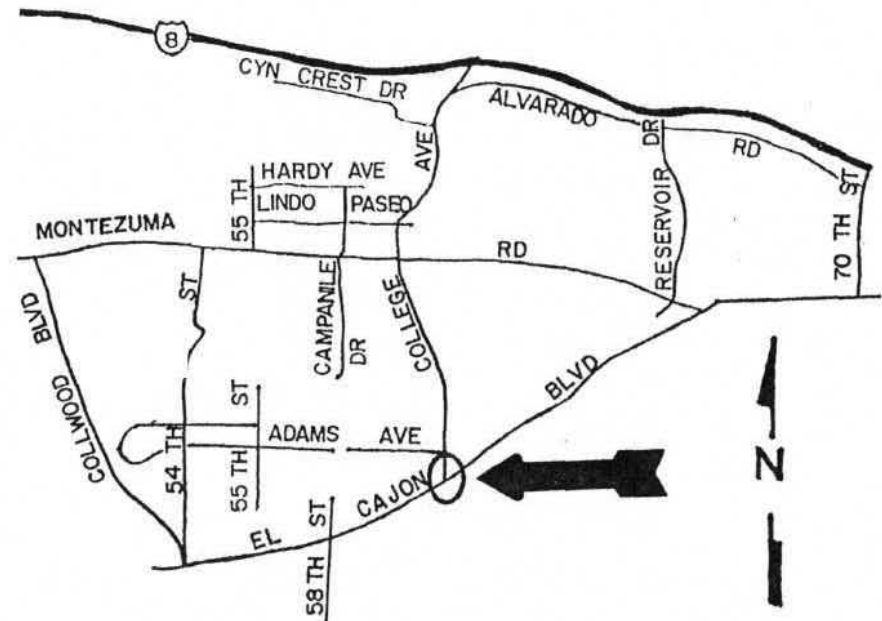 8
CYN CREST DR
ALVARADO
RD
AVE
DR
HARDY AVE
LINDO PASEO
55 TH
MONTEZUMA
RD
RESERVOIR
70 TH ST
ST
CAMPANILE
DR
COLLEGE
COLLWOOD BLVD
BLVD
ST
ADAMS AVE
54 TH
55 TH
CAJON
EL
ST
58 TH
N